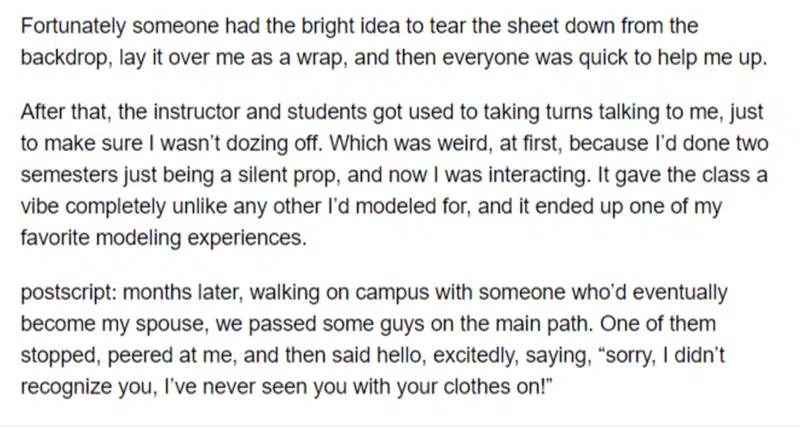 Fortunately someone had the bright idea to tear the sheet down from the
backdrop, lay it over me as a wrap, and then everyone was quick to help me up.
After that, the instructor and students got used to taking turns talking to me, just
to make sure I wasn’t dozing off. Which was weird, at first, because I’d done two
semesters just being a silent prop, and now I was interacting. It gave the class a
vibe completely unlike any other I’d modeled for, and it ended up one of my
favorite modeling experiences.
postscript: months later, walking on campus with someone who’d eventually
become my spouse, we passed some guys on the main path. One of them
stopped, peered at me, and then said hello, excitedly, saying, “sorry, I didn’t
recognize you, I’ve never seen you with your clothes on!”